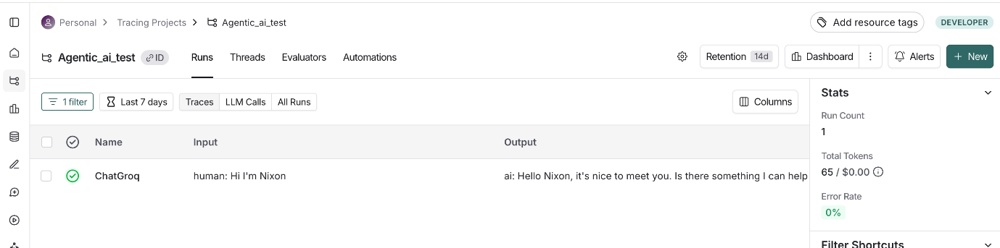 Personal > Tracing Projects > Agentic_ai_test
Add resource tags
DEVELOPER
Agentic_ai_test ID
Runs Threads Evaluators Automations
Retention 14d
Dashboard
Alerts
+ New
1 filter
Last 7 days
Traces LLM Calls All Runs
Columns
Name Input Output
ChatGroq human: Hi I'm Nixon ai: Hello Nixon, it's nice to meet you. Is there something I can help
Stats
Run Count
1
Total Tokens
65 / $0.00
Error Rate
0%
Filter Shortcuts